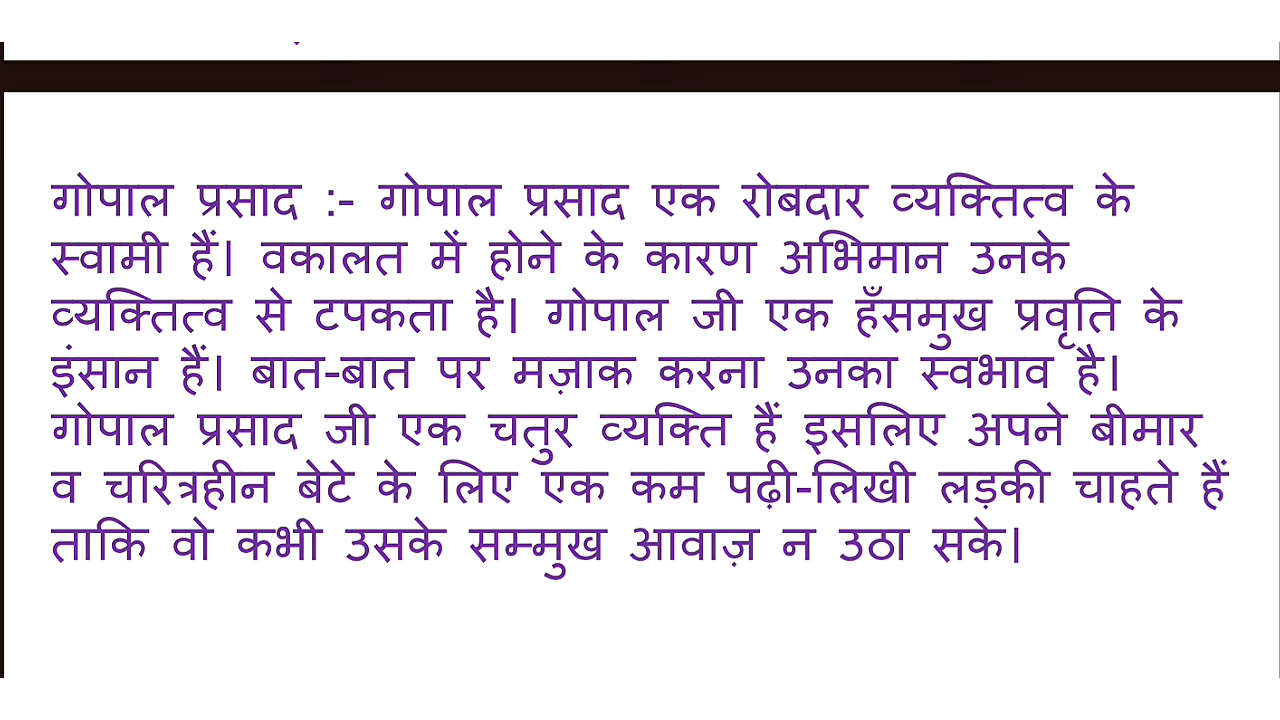 गोपाल प्रसाद :- गोपाल प्रसाद एक रोबदार व्यक्तित्व के
स्वामी हैं। वकालत में होने के कारण अभिमान उनके
व्यक्तित्व से टपकता है। गोपाल जी एक हँसमुख प्रवृति के
इंसान हैं। बात-बात पर मज़ाक करना उनका स्वभाव है।
गोपाल प्रसाद जी एक चतुर व्यक्ति हैं इसलिए अपने बीमार
व चरित्रहीन बेटे के लिए एक कम पढ़ी-लिखी लड़की चाहते हैं
ताकि वो कभी उसके सम्मुख आवाज़ न उठा सके।